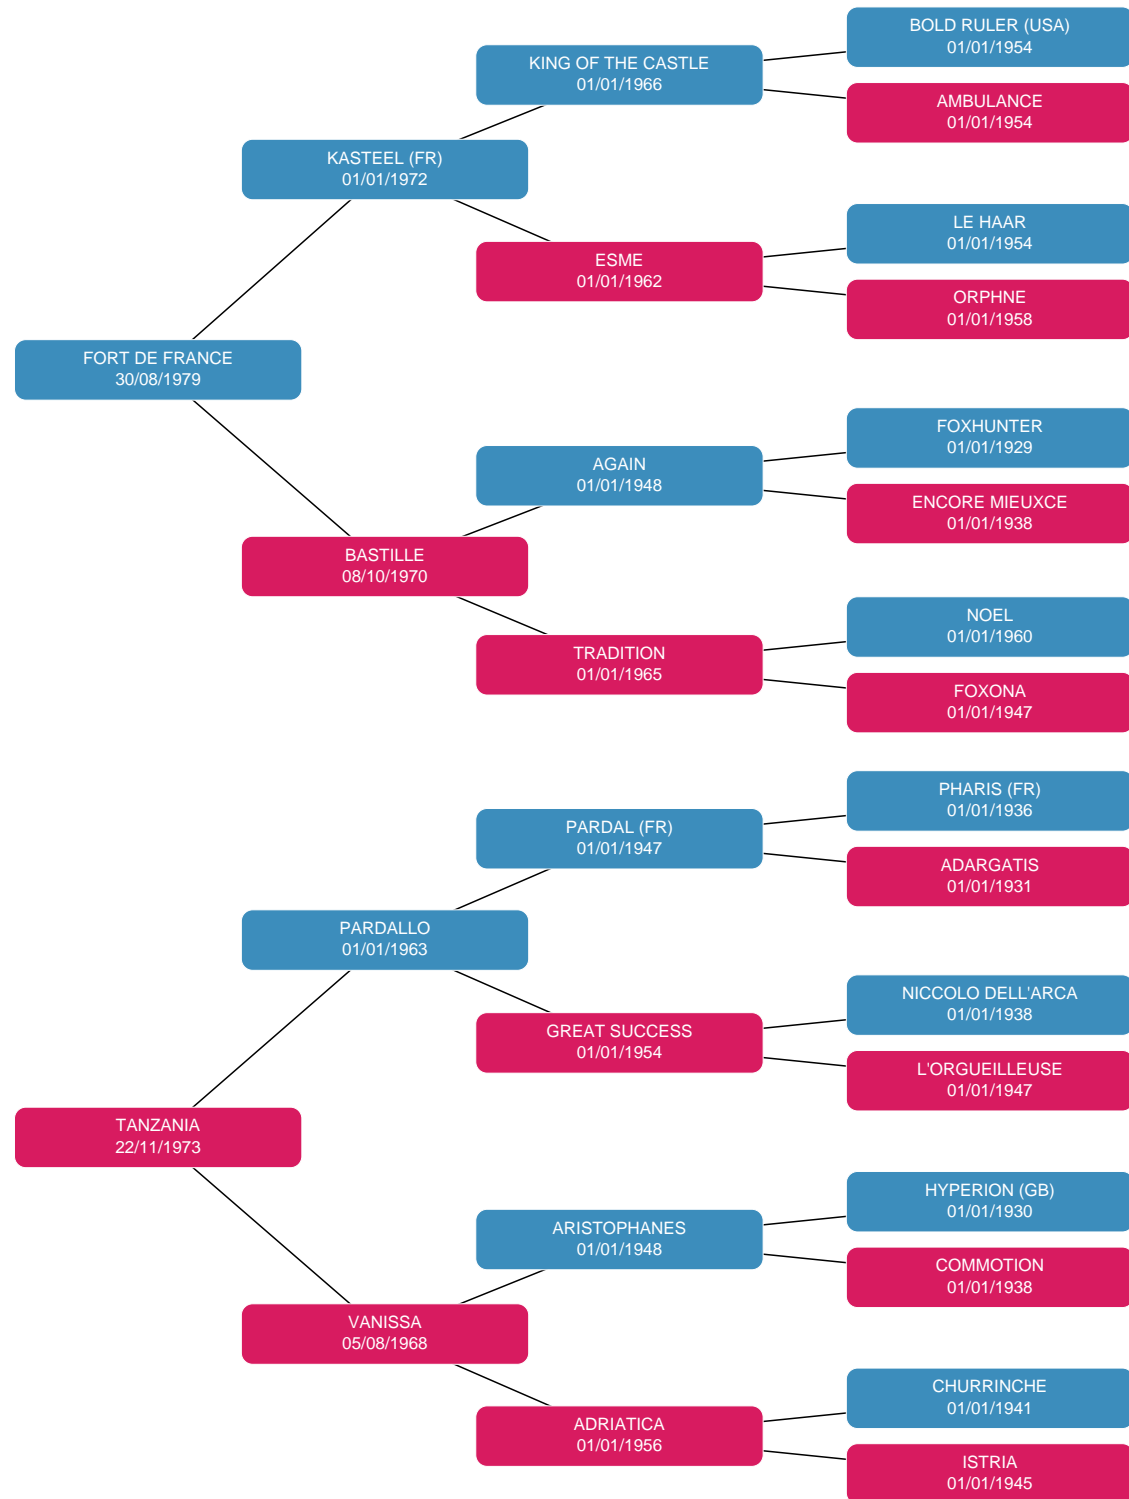 BOLD RULER (USA)
01/01/1954
KING OF THE CASTLE
01/01/1966
AMBULANCE
01/01/1954
KASTEEL (FR)
01/01/1972
LE HAAR
01/01/1954
ESME
01/01/1962
ORPHNE
01/01/1958
FORT DE FRANCE
30/08/1979
FOXHUNTER
01/01/1929
AGAIN
01/01/1948
ENCORE MIEUXCE
01/01/1938
BASTILLE
08/10/1970
NOEL
01/01/1960
TRADITION
01/01/1965
FOXONA
01/01/1947
PHARIS (FR)
01/01/1936
PARDAL (FR)
01/01/1947
ADARGATIS
01/01/1931
PARDALLO
01/01/1963
NICCOLO DELL'ARCA
01/01/1938
GREAT SUCCESS
01/01/1954
L'ORGUEILLEUSE
01/01/1947
TANZANIA
22/11/1973
HYPERION (GB)
01/01/1930
ARISTOPHANES
01/01/1948
COMMOTION
01/01/1938
VANISSA
05/08/1968
CHURRINCHE
01/01/1941
ADRIATICA
01/01/1956
ISTRIA
01/01/1945